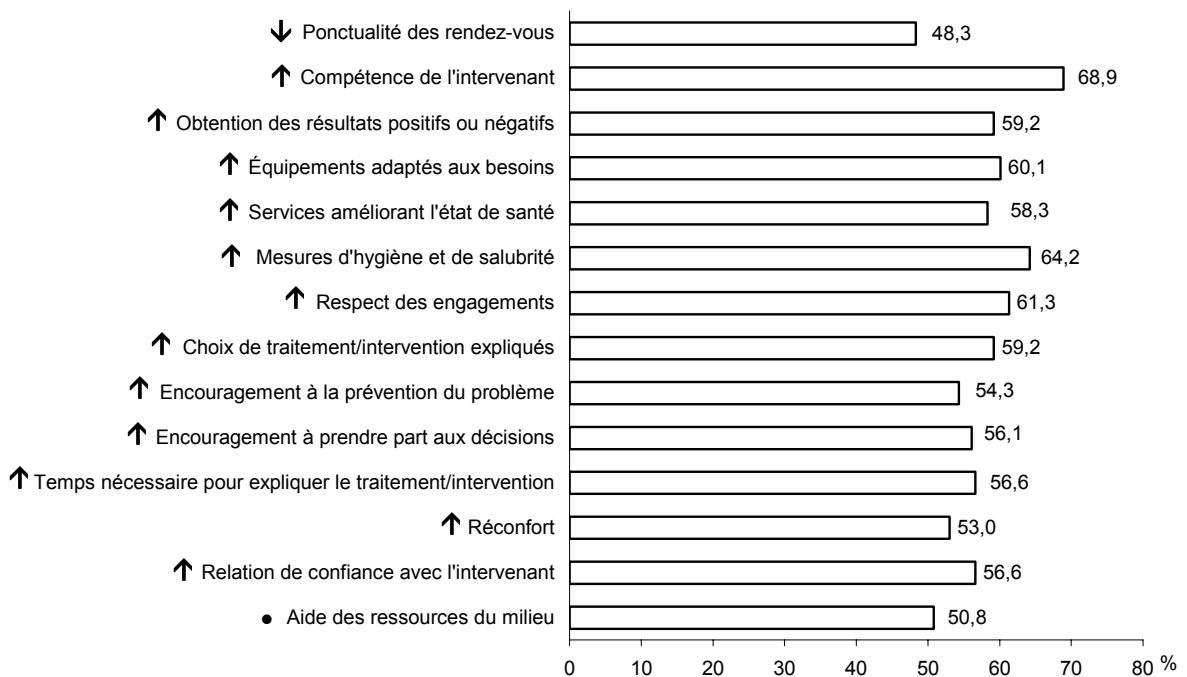 ↓ Ponctualité des rendez-vous 48,3
↑ Compétence de l'intervenant 68,9
↑ Obtention des résultats positifs ou négatifs 59,2
↑ Équipements adaptés aux besoins 60,1
↑ Services améliorant l'état de santé 58,3
↑ Mesures d'hygiène et de salubrité 64,2
↑ Respect des engagements 61,3
↑ Choix de traitement/intervention expliqués 59,2
↑ Encouragement à la prévention du problème 54,3
↑ Encouragement à prendre part aux décisions 56,1
↑ Temps nécessaire pour expliquer le traitement/intervention 56,6
↑ Réconfort 53,0
↑ Relation de confiance avec l'intervenant 56,6
• Aide des ressources du milieu 50,8
0 10 20 30 40 50 60 70 80 %